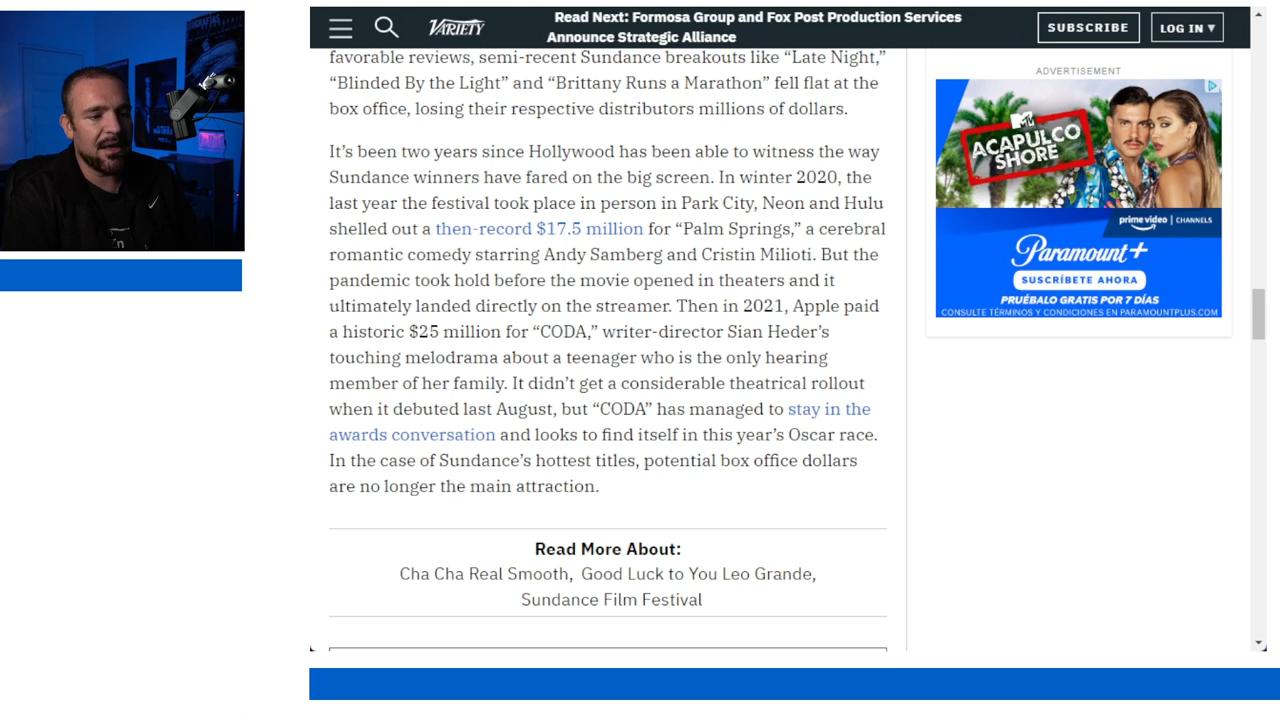 Read Next: Formosa Group and Fox Post Production Services
Announce Strategic Alliance
VARIETY
SUBSCRIBE
LOG IN ▼
favorable reviews, semi-recent Sundance breakouts like “Late Night,”
“Blinded By the Light” and “Brittany Runs a Marathon” fell flat at the
box office, losing their respective distributors millions of dollars.
It’s been two years since Hollywood has been able to witness the way
Sundance winners have fared on the big screen. In winter 2020, the
last year the festival took place in person in Park City, Neon and Hulu
shelled out a then-record $17.5 million for “Palm Springs,” a cerebral
romantic comedy starring Andy Samberg and Cristin Milioti. But the
pandemic took hold before the movie opened in theaters and it
ultimately landed directly on the streamer. Then in 2021, Apple paid
a historic $25 million for “CODA,” writer-director Sian Heder’s
touching melodrama about a teenager who is the only hearing
member of her family. It didn’t get a considerable theatrical rollout
when it debuted last August, but “CODA” has managed to stay in the
awards conversation and looks to find itself in this year’s Oscar race.
In the case of Sundance’s hottest titles, potential box office dollars
are no longer the main attraction.
Read More About:
Cha Cha Real Smooth, Good Luck to You Leo Grande,
Sundance Film Festival
ADVERTISEMENT
MTV
ACAPULCO
SHORE
prime video | CHANNELS
Paramount+
SUSCRÍBETE AHORA
PRUÉBALO GRATIS POR 7 DÍAS
CONSULTE TÉRMINOS Y CONDICIONES EN PARAMOUNTPLUS.COM